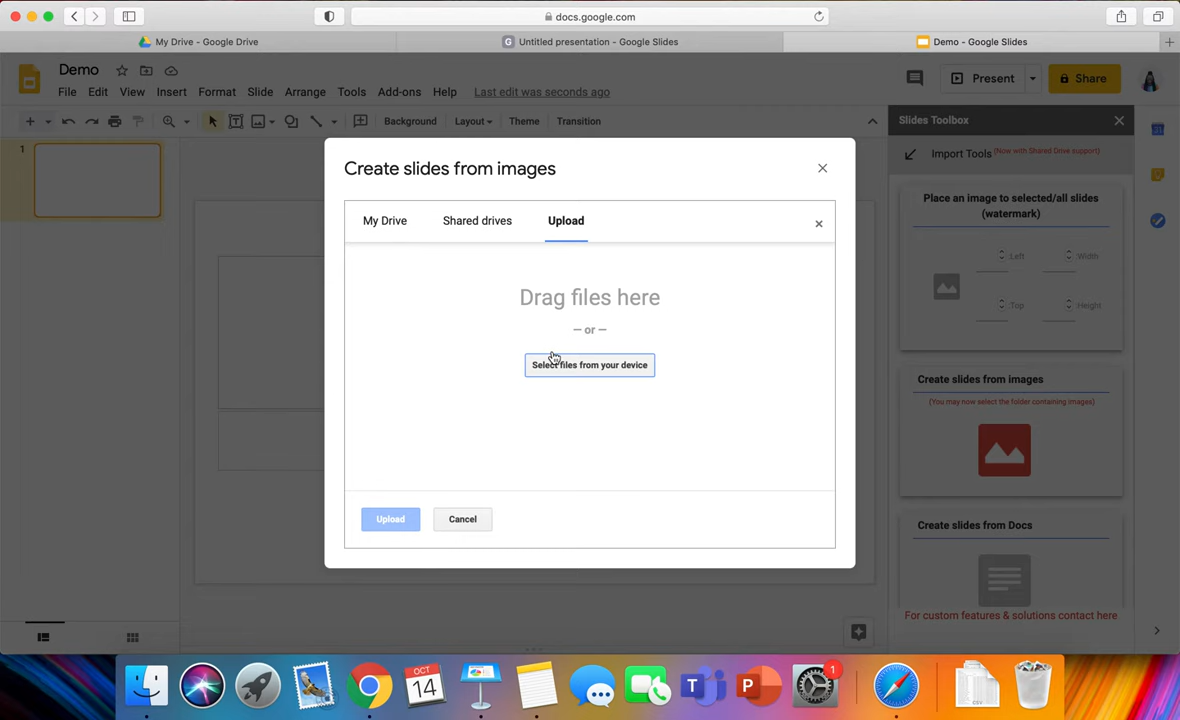 docs.google.com
My Drive - Google Drive
G Untitled presentation - Google Slides
Demo - Google Slides
Demo
File Edit View Insert Format Slide Arrange Tools Add-ons Help Last edit was seconds ago
Present
Share
Background Layout Theme Transition
Slides Toolbox
Import Tools (Now with Shared Drive support)
1
Create slides from images
My Drive Shared drives Upload
Drag files here
— or —
Select files from your device
Upload Cancel
Place an image to selected/all slides
(watermark)
Left Width
Top Height
Create slides from images
(You may now select the folder containing images)
Create slides from Docs
For custom features & solutions contact here
OCT
14
T
P
1
CSV